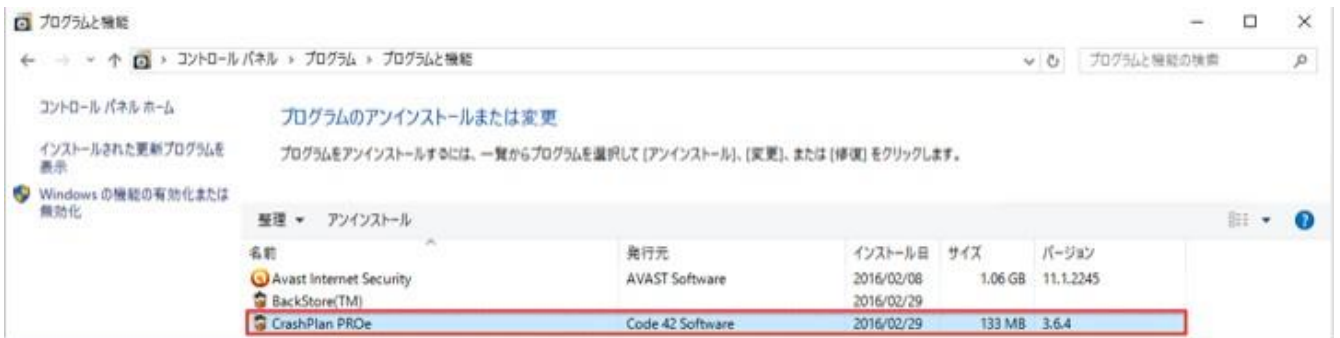 プログラムと機能
コントロール パネル › プログラム › プログラムと機能
プログラムと機能の検索
コントロール パネル ホーム
インストールされた更新プログラムを
表示
Windows の機能の有効化または
無効化
プログラムのアンインストールまたは変更
プログラムをアンインストールするには、一覧からプログラムを選択して [アンインストール]、[変更]、または [修復] をクリックします。
整理 アンインストール
名前 発行元 インストール日 サイズ バージョン
Avast Internet Security AVAST Software 2016/02/08 1.06 GB 11.1.2245
BackStore(TM) 2016/02/29
CrashPlan PROe Code 42 Software 2016/02/29 133 MB 3.6.4